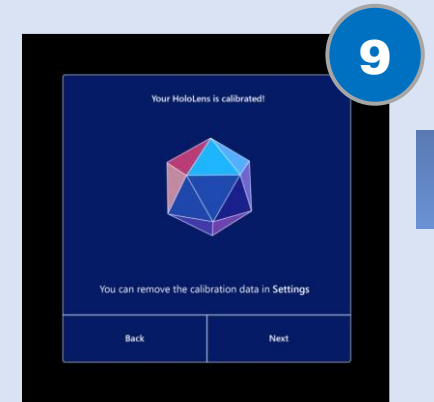 9
Your HoloLens is calibrated!
You can remove the calibration data in Settings
Back
Next